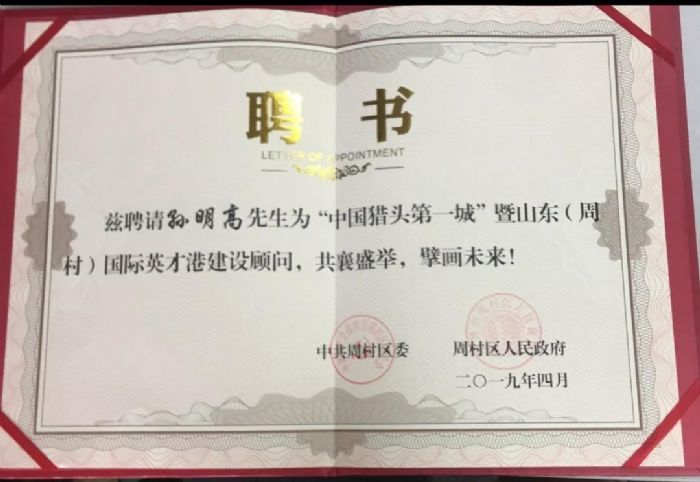 聘书
LETTER OF APPOINTMENT
兹聘请孙明高先生为“中国猎头第一城”暨山东（周
村）国际英才港建设顾问，共襄盛举，擘画未来！
中共周村区委 周村区人民政府
二〇一九年四月